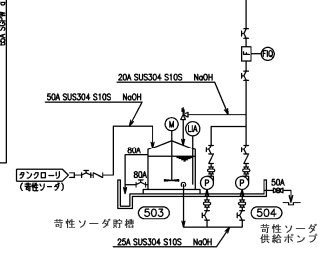 65A SGPW P
F
FIQ
20A SUS304 S10S NaOH
50A SUS304 S10S NaOH
M
LIA
80A
タンクローリ
(苛性ソーダ)
80A
P
P
50A
苛性ソーダ貯槽
503
504
苛性ソーダ
供給ポンプ
25A SUS304 S10S NaOH